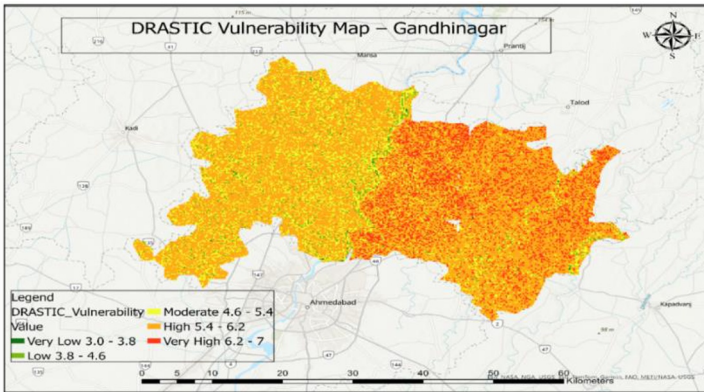 DRASTIC Vulnerability Map – Gandhinagar
N
W
E
S
Mansa
Prantij
Talod
Kadi
Ahmedabad
Kapadvanj
Legend
DRASTIC_Vulnerability
Value
Very Low 3.0 - 3.8
Low 3.8 - 4.6
Moderate 4.6 - 5.4
High 5.4 - 6.2
Very High 6.2 - 7
0 5 10 20 30 40 50 60
Kilometers